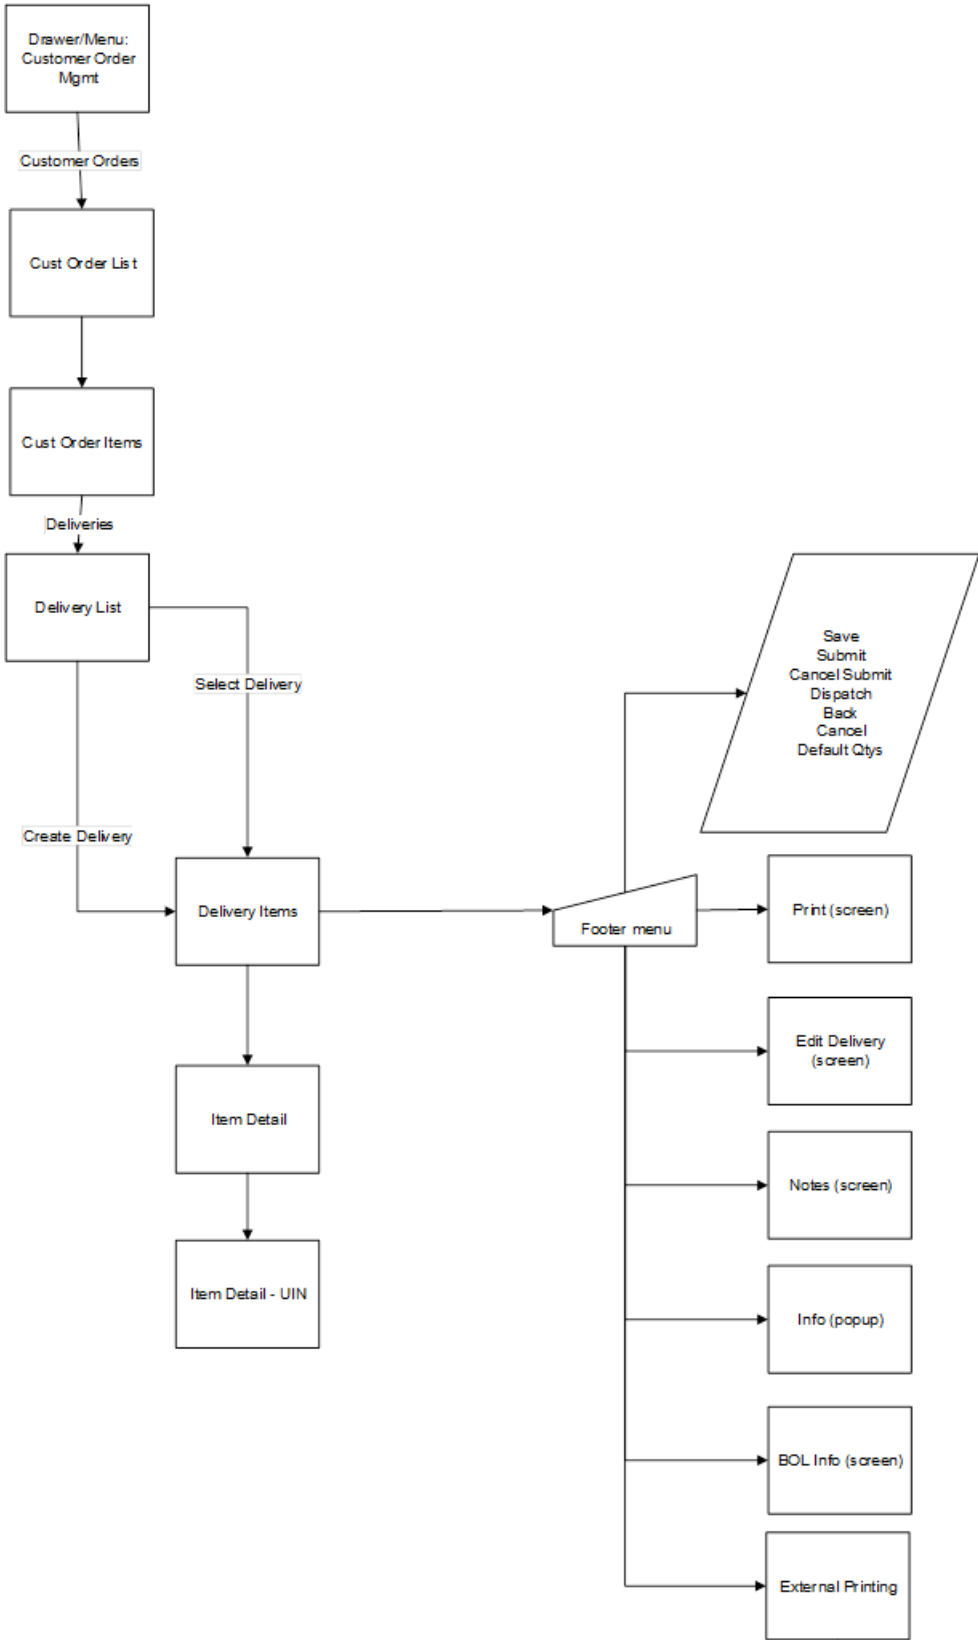 Drawer/Menu:
Customer Order
Mgmt
Customer Orders
Cust Order List
Cust Order Items
Deliveries
Delivery List
Select Delivery
Create Delivery
Delivery Items
Item Detail
Item Detail - UIN
Footer menu
Save
Submit
Cancel Submit
Dispatch
Back
Cancel
Default Qtys
Print (screen)
Edit Delivery
(screen)
Notes (screen)
Info (popup)
BOL Info (screen)
External Printing